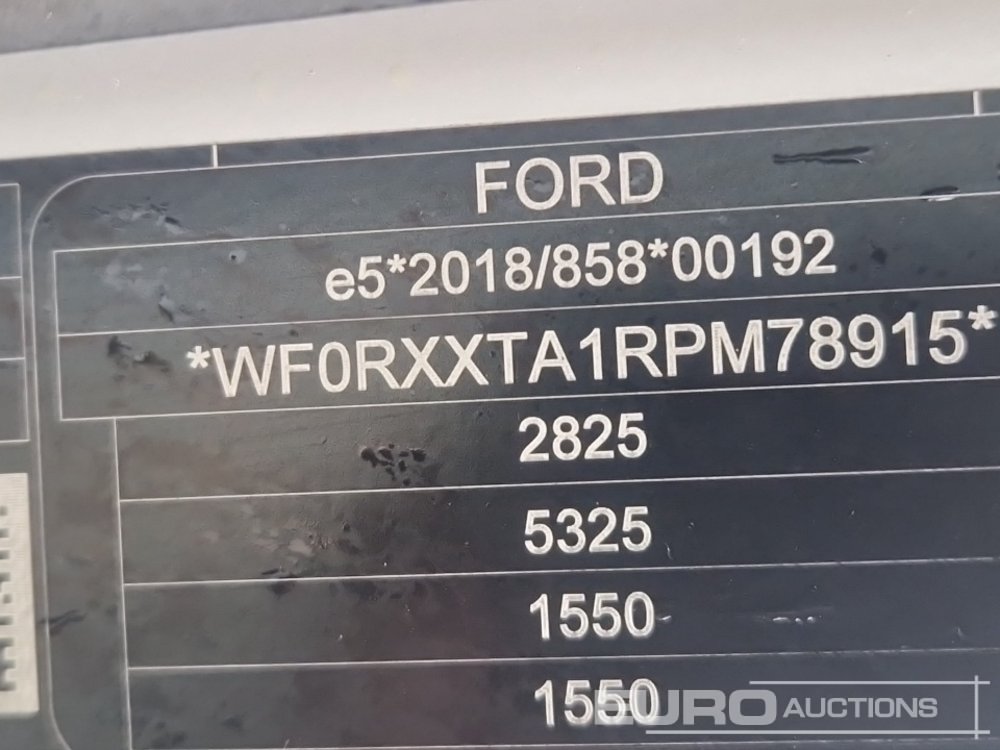 FORD
e5*2018/858*00192
*WF0RXXTA1RPM78915*
2825
5325
1550
1550
EURO AUCTIONS